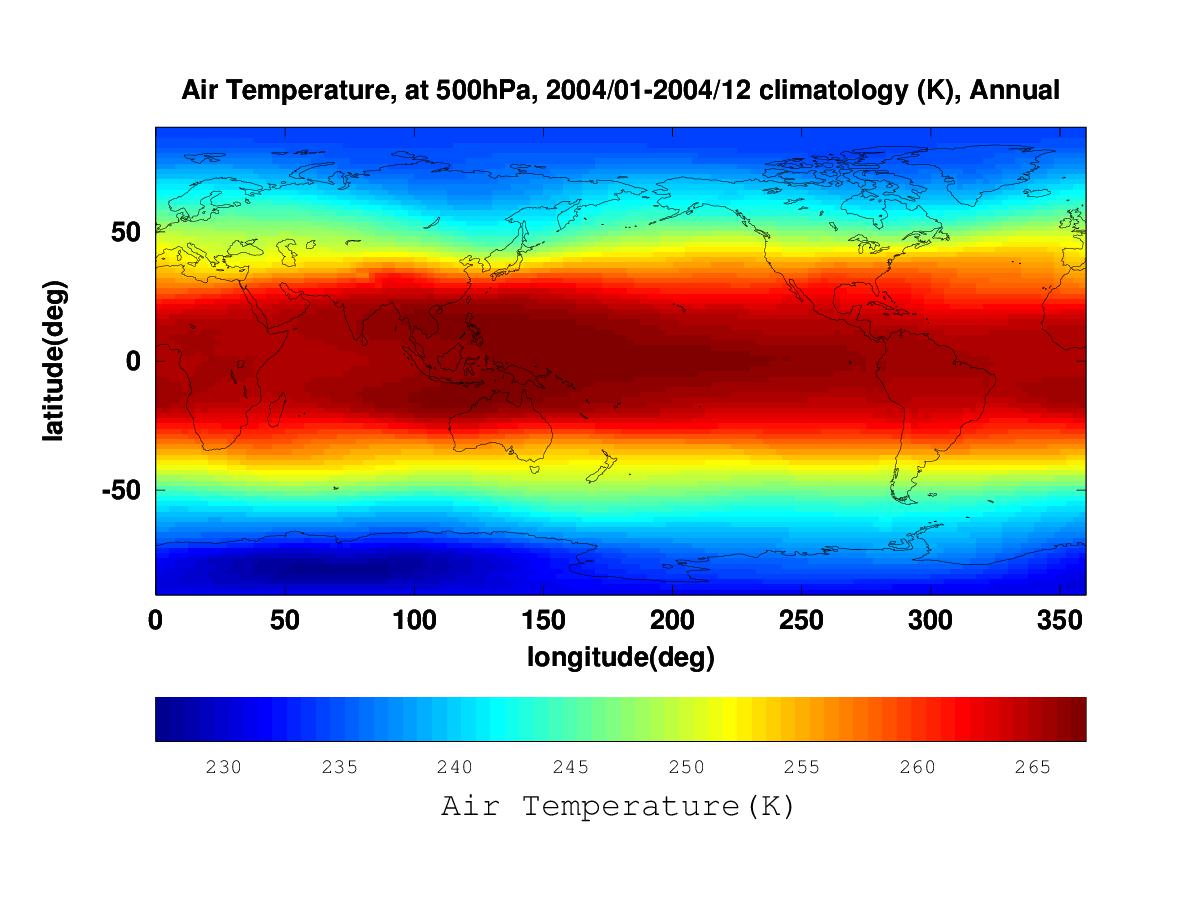 Air Temperature, at 500hPa, 2004/01-2004/12 climatology (K), Annual
50
0
-50
latitude(deg)
0 50 100 150 200 250 300 350
longitude(deg)
230 235 240 245 250 255 260 265
Air Temperature(K)